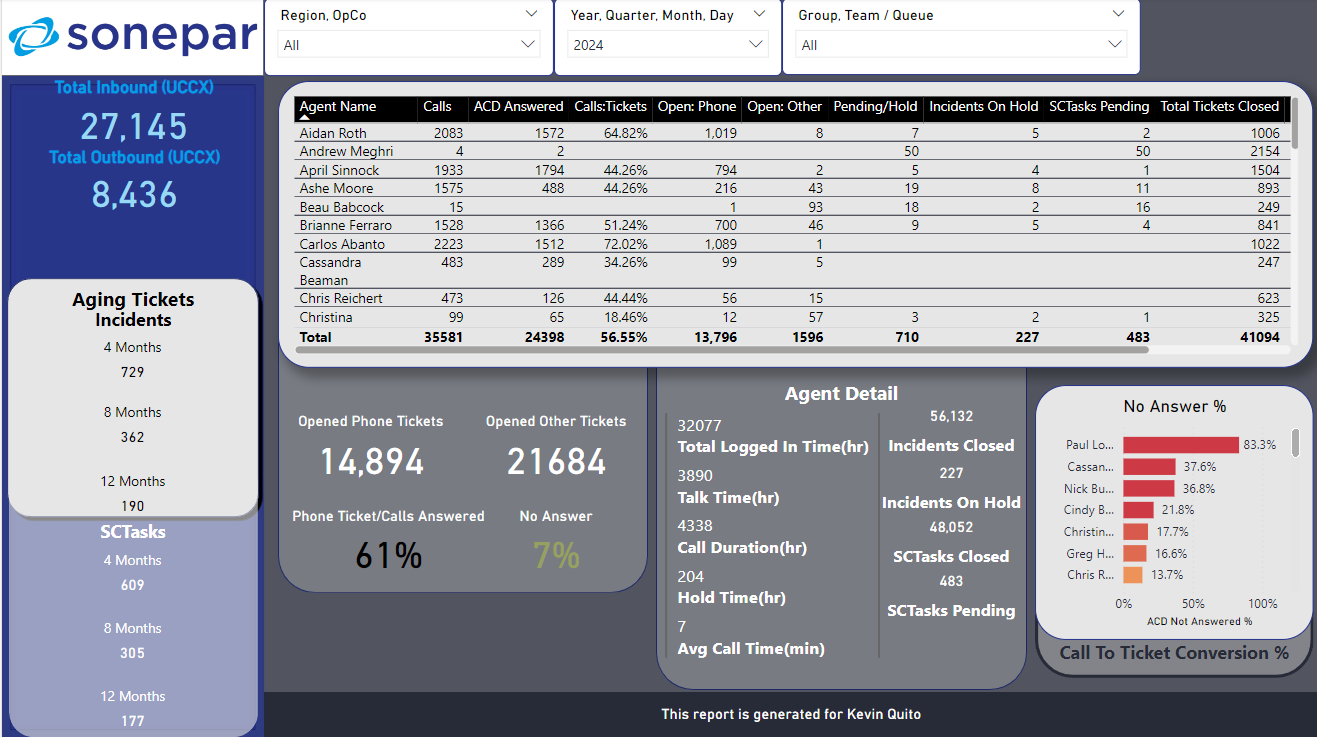 sonepar
Region, OpCo
All
Year, Quarter, Month, Day
2024
Group, Team / Queue
All
Total Inbound (UCCX)
27,145
Total Outbound (UCCX)
8,436
Aging Tickets
Incidents
4 Months
729
8 Months
362
12 Months
190
SCTasks
4 Months
609
8 Months
305
12 Months
177
Agent Name Calls ACD Answered Calls:Tickets Open: Phone Open: Other Pending/Hold Incidents On Hold SCTasks Pending Total Tickets Closed
Aidan Roth 2083 1572 64.82% 1,019 8 7 5 2 1006
Andrew Meghri 4 2 50 50 2154
April Sinnock 1933 1794 44.26% 794 2 5 4 1 1504
Ashe Moore 1575 488 44.26% 216 43 19 8 11 893
Beau Babcock 15 1 93 18 2 16 249
Brianne Ferraro 1528 1366 51.24% 700 46 9 5 4 841
Carlos Abanto 2223 1512 72.02% 1,089 1 1022
Cassandra 483 289 34.26% 99 5 247
Beaman
Chris Reichert 473 126 44.44% 56 15 623
Christina 99 65 18.46% 12 57 3 2 1 325
Total 35581 24398 56.55% 13,796 1596 710 227 483 41094
Opened Phone Tickets
14,894
Opened Other Tickets
21684
Phone Ticket/Calls Answered
61%
No Answer
7%
Agent Detail
32077
Total Logged In Time(hr)
3890
Talk Time(hr)
4338
Call Duration(hr)
204
Hold Time(hr)
7
Avg Call Time(min)
56,132
Incidents Closed
227
Incidents On Hold
48,052
SCTasks Closed
483
SCTasks Pending
No Answer %
Paul Lo... 83.3%
Cassan... 37.6%
Nick Bu... 36.8%
Cindy B... 21.8%
Christin... 17.7%
Greg H... 16.6%
Chris R... 13.7%
0% 50% 100%
ACD Not Answered %
Call To Ticket Conversion %
This report is generated for Kevin Quito